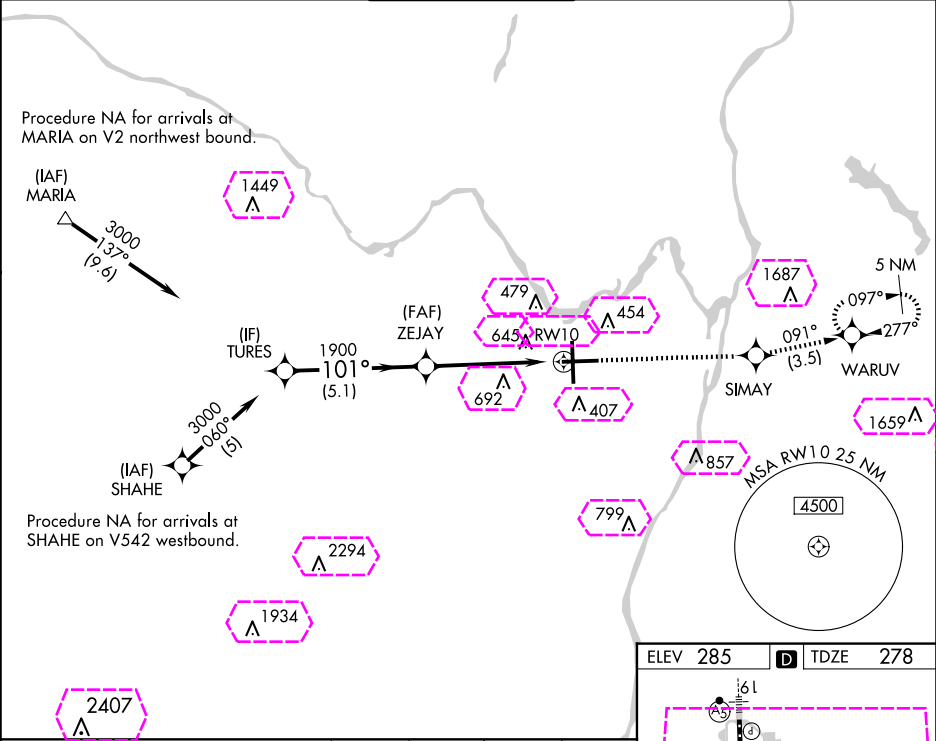 Procedure NA for arrivals at
MARIA on V2 northwest bound.
(IAF)
MARIA
3000
137°
(9.6)
1449
1687
5 NM
097°
277°
479
454
(FAF)
ZEJAY
645
RW10
(IF)
TURES
1900
101°
(5.1)
091°
(3.5)
SIMAY
WARUV
692
407
1659
3000
060°
(5)
(IAF)
SHAHE
857
MSA RW10 25 NM
4500
Procedure NA for arrivals at
SHAHE on V542 westbound.
799
2294
1934
2407
ELEV 285 D TDZE 278
19
A5
P